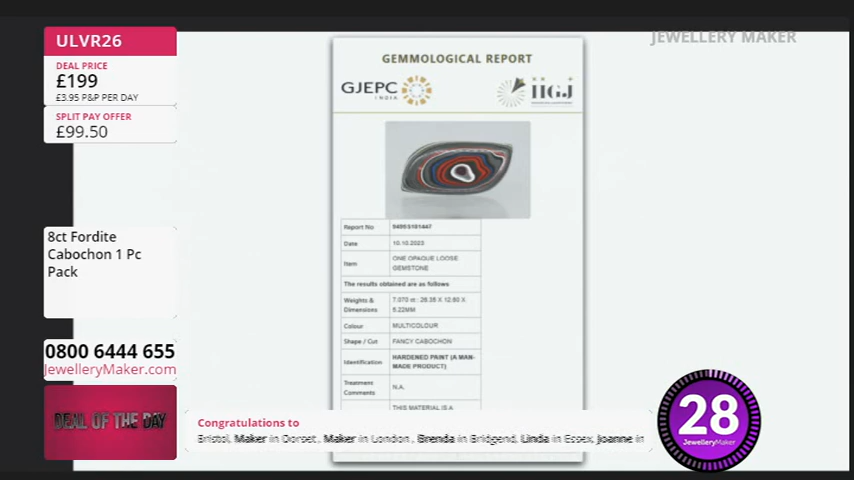 ULVR26
JEWELLERY MAKER
DEAL PRICE
£199
£3.95 P&P PER DAY
SPLIT PAY OFFER
£99.50
8ct Fordite
Cabochon 1 Pc
Pack
0800 6444 655
JewelleryMaker.com
DEAL OF THE DAY
GEMMOLOGICAL REPORT
GJEPC
INDIA
IIGJ
Report No
Date 10.10.2023
Item ONE OPAQUE LOOSE
GEMSTONE
The results obtained are as follows
Weights &
Dimensions
Colour MULTICOLOUR
Shape / Cut FANCY CABOCHON
Identification HARDENED PAINT (A MAN-
MADE PRODUCT)
Treatment
Comments N.A.
THIS MATERIAL IS A
Congratulations to
Bristol, Maker in Dorset, Maker in London, Brenda in Bridgend, Linda in Essex, Joanne in
28
JewelleryMaker